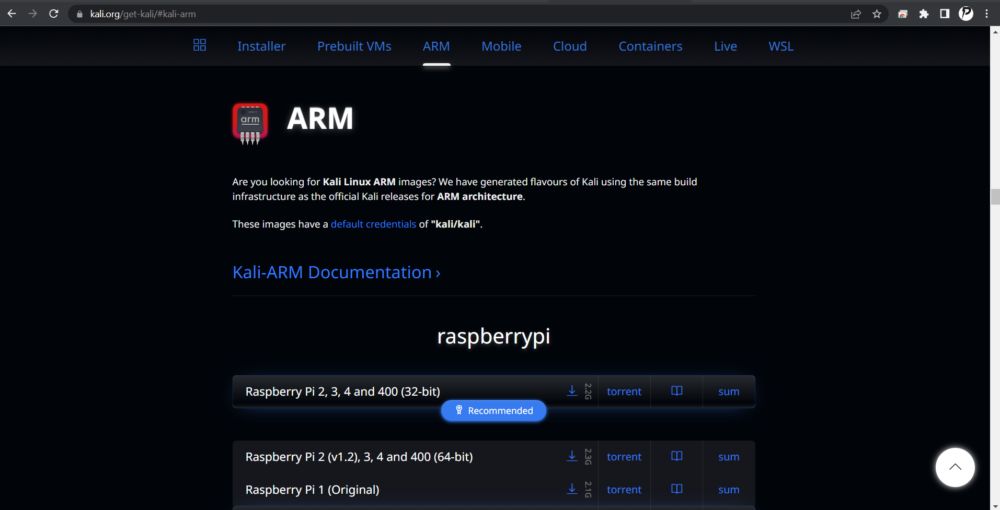 kali.org/get-kali/#kali-arm
Installer Prebuilt VMs ARM Mobile Cloud Containers Live WSL
arm
ARM
Are you looking for Kali Linux ARM images? We have generated flavours of Kali using the same build
infrastructure as the official Kali releases for ARM architecture.
These images have a default credentials of "kali/kali".
Kali-ARM Documentation ›
raspberrypi
Raspberry Pi 2, 3, 4 and 400 (32-bit) 2.2G torrent sum
Recommended
Raspberry Pi 2 (v1.2), 3, 4 and 400 (64-bit) 2.3G torrent sum
Raspberry Pi 1 (Original) 2.1G torrent sum